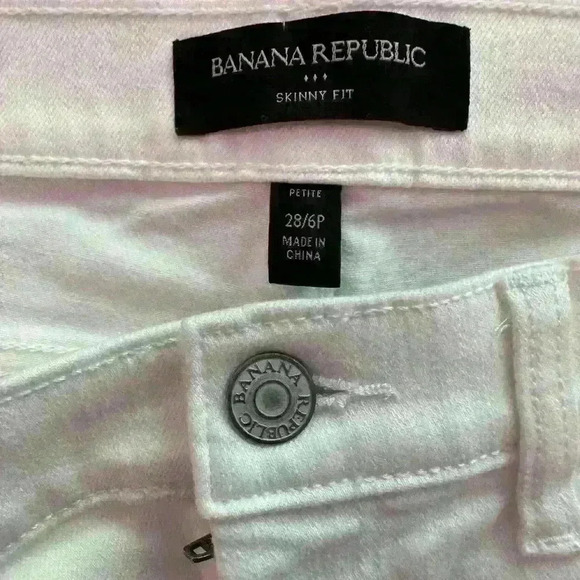 BANANA REPUBLIC
SKINNY FIT
PETITE
28/6P
MADE IN
CHINA
BANANA REPUBLIC